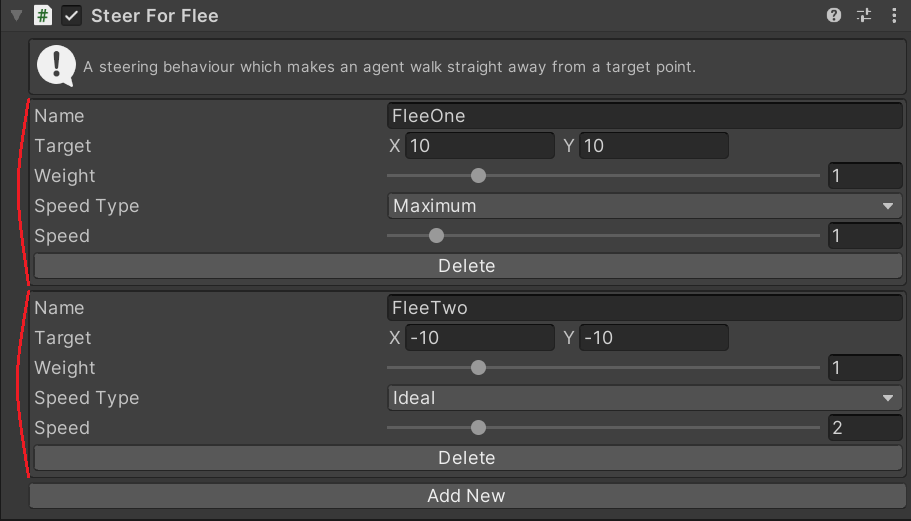 Steer For Flee
A steering behaviour which makes an agent walk straight away from a target point.
Name FleeOne
Target X 10 Y 10
Weight 1
Speed Type Maximum
Speed 1
Delete
Name FleeTwo
Target X -10 Y -10
Weight 1
Speed Type Ideal
Speed 2
Delete
Add New